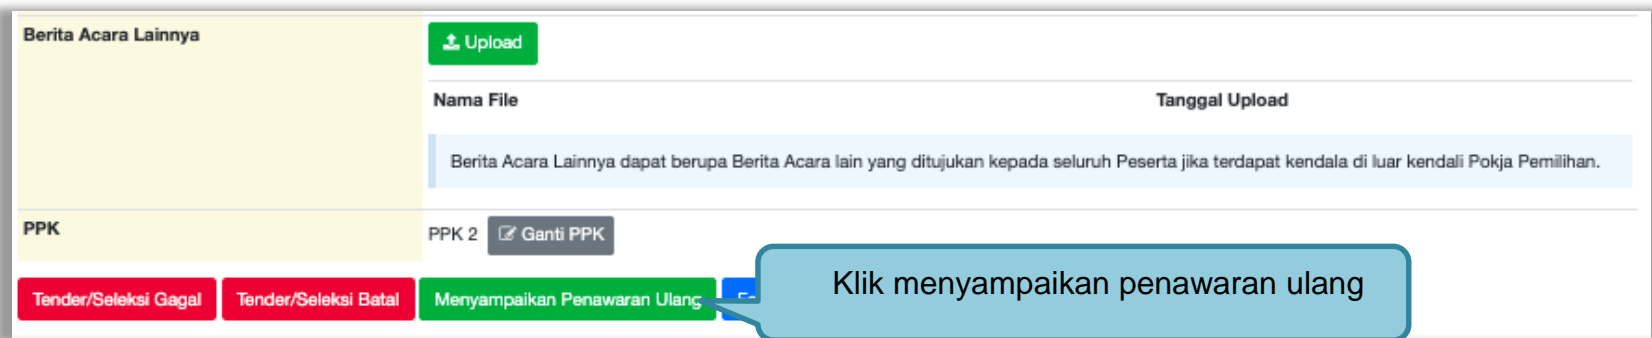 Berita Acara Lainnya
Upload
Nama File Tanggal Upload
Berita Acara Lainnya dapat berupa Berita Acara lain yang ditujukan kepada seluruh Peserta jika terdapat kendala di luar kendali Pokja Pemilihan.
PPK
PPK 2 Ganti PPK
Tender/Seleksi Gagal Tender/Seleksi Batal Menyampaikan Penawaran Ulang
Klik menyampaikan penawaran ulang